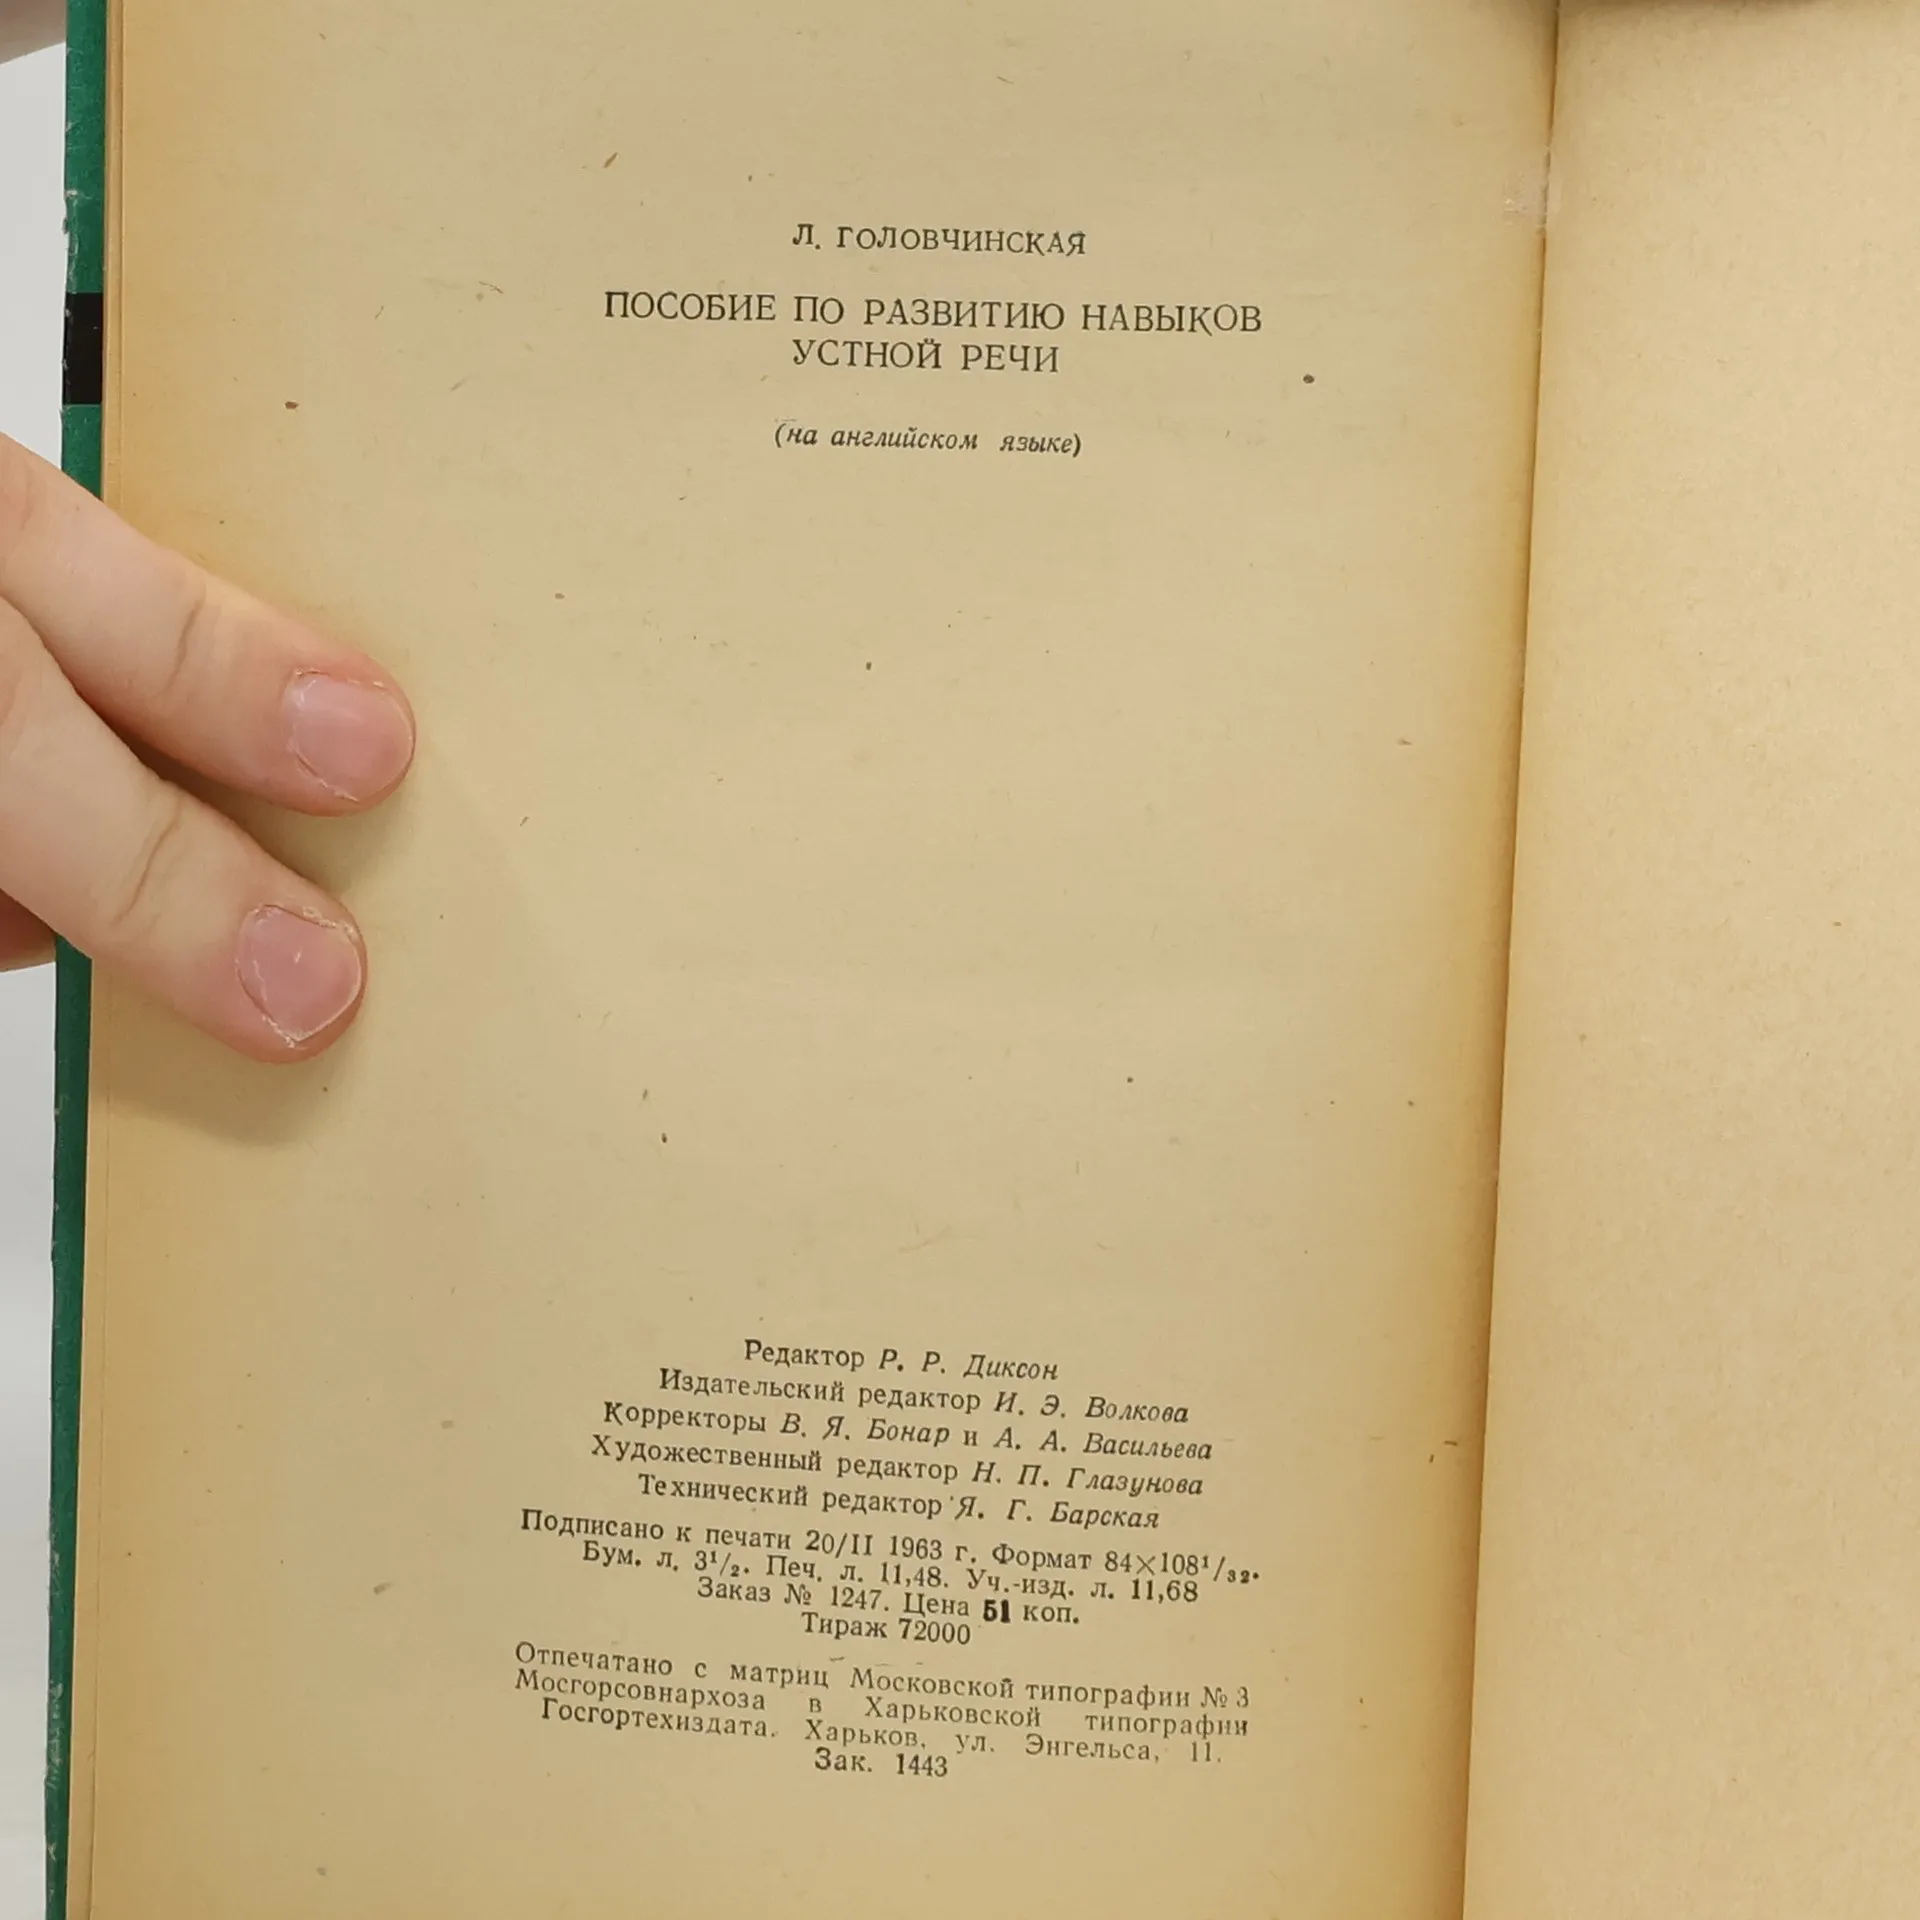 Л. ГОЛОВЧИНСКАЯ
ПОСОБИЕ ПО РАЗВИТИЮ НАВЫКОВ
УСТНОЙ РЕЧИ
(на английском языке)
Редактор Р. Р. Диксон
Издательский редактор И. Э. Волкова
Корректоры В. Я. Бонар и А. А. Васильева
Художественный редактор Н. П. Глазунова
Технический редактор Я. Г. Барская
Подписано к печати 20/II 1963 г. Формат 84×108¹/₃₂.
Бум. л. 3¹/₂. Печ. л. 11,48. Уч.-изд. л. 11,68
Заказ № 1247. Цена 51 коп.
Тираж 72000
Отпечатано с матриц Московской типографии № 3
Мосгорсовнархоза в Харьковской типографии
Госгортехиздата. Харьков, ул. Энгельса, 11.
Зак. 1443